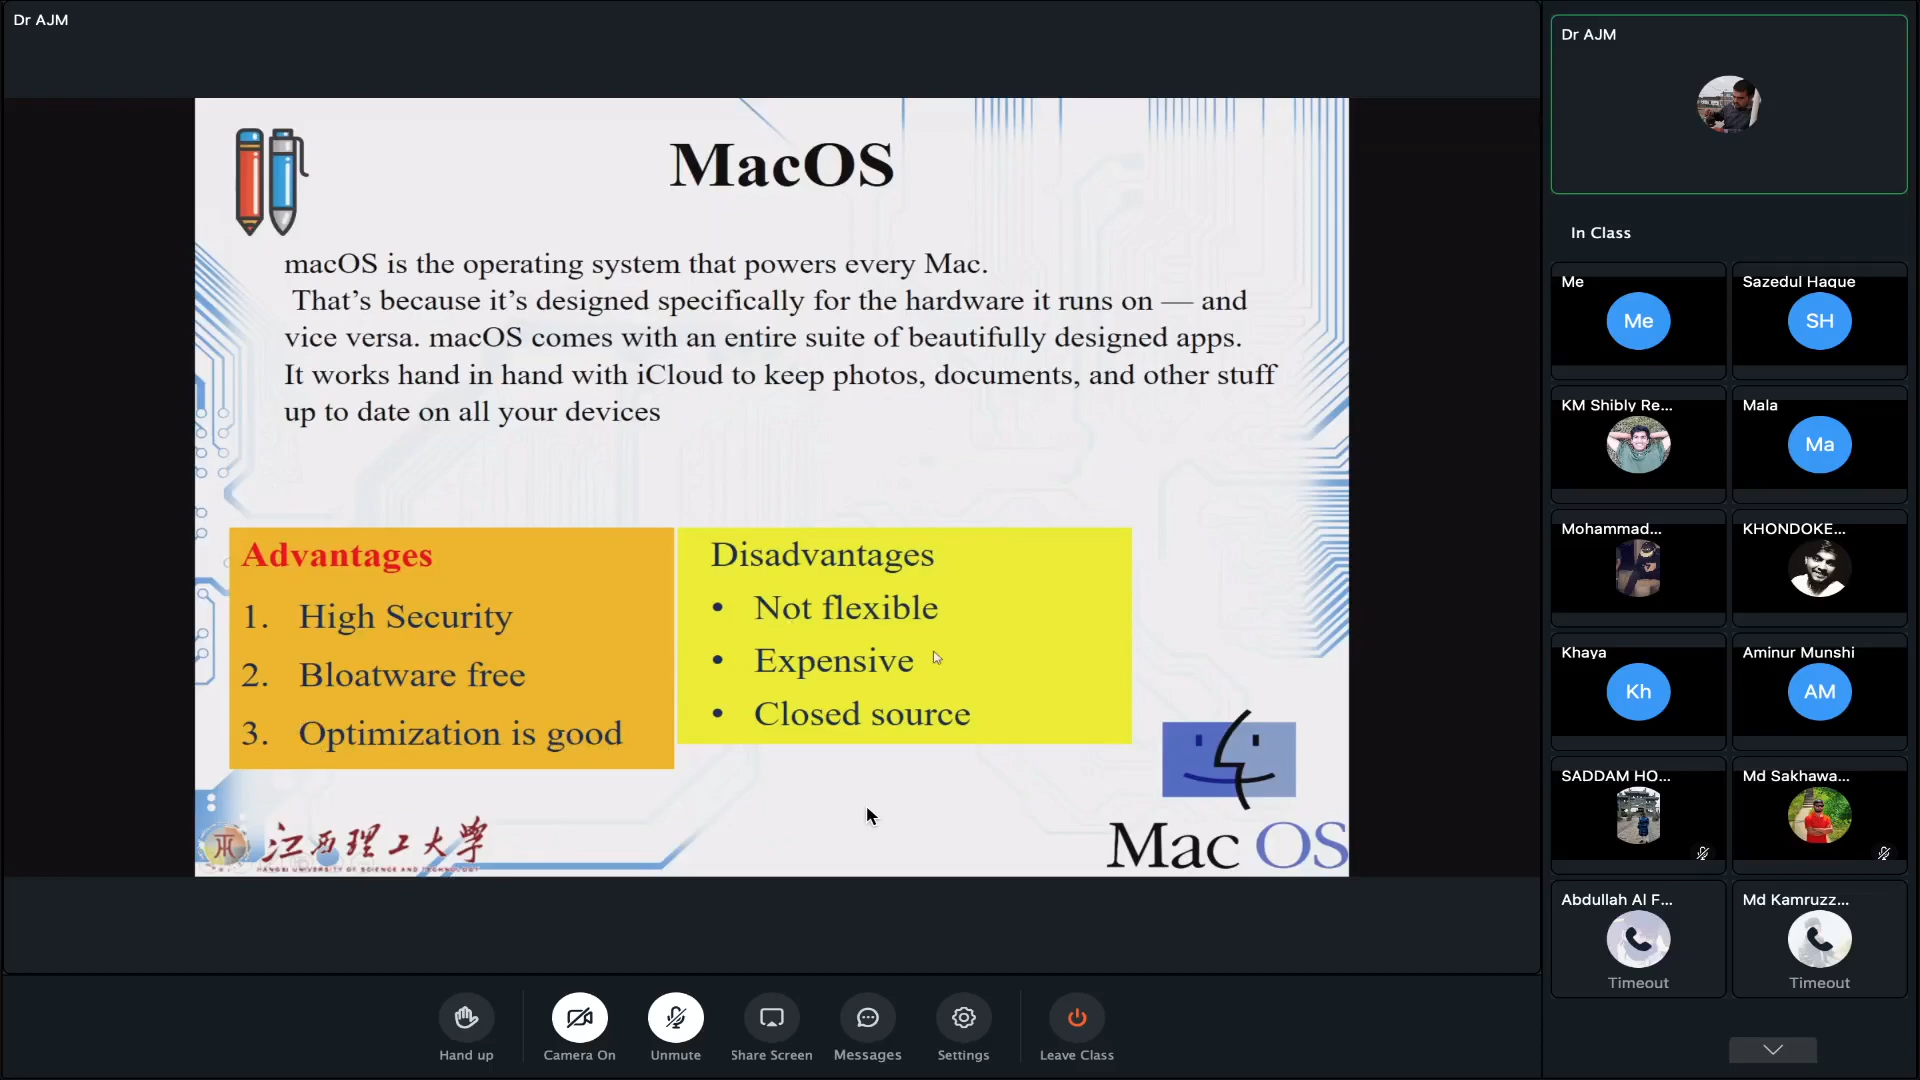 Dr AJM
MacOS
macOS is the operating system that powers every Mac.
That’s because it’s designed specifically for the hardware it runs on — and
vice versa. macOS comes with an entire suite of beautifully designed apps.
It works hand in hand with iCloud to keep photos, documents, and other stuff
up to date on all your devices
Advantages
1. High Security
2. Bloatware free
3. Optimization is good
Disadvantages
• Not flexible
• Expensive
• Closed source
江西理工大学
JIANGXI UNIVERSITY OF SCIENCE AND TECHNOLOGY
Mac OS
Hand up
Camera On
Unmute
Share Screen
Messages
Settings
Leave Class
Dr AJM
In Class
Me
Me
Sazedul Haque
SH
KM Shibly Re...
Mala
Ma
Mohammad...
KHONDOKE...
Khaya
Kh
Aminur Munshi
AM
SADDAM HO...
Md Sakhawa...
Abdullah Al F...
Timeout
Md Kamruzz...
Timeout